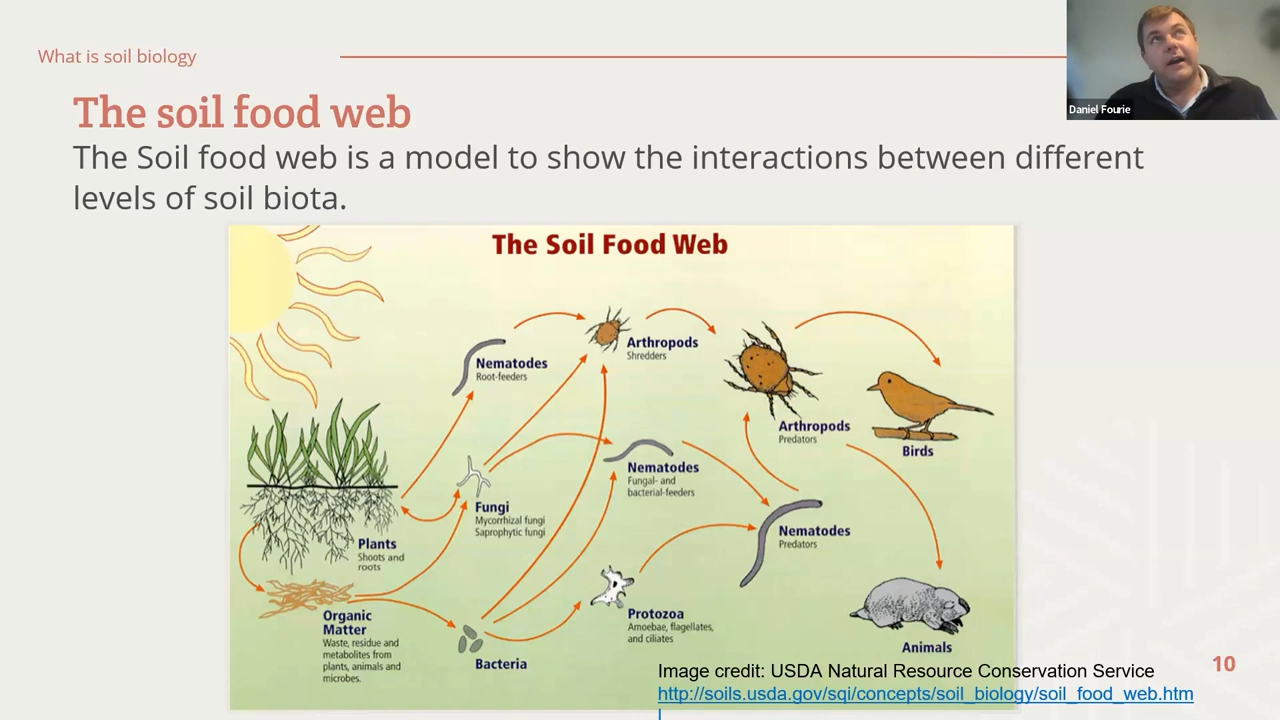 What is soil biology
Daniel Fourie
The soil food web
The Soil food web is a model to show the interactions between different
levels of soil biota.
The Soil Food Web
Arthropods
Shredders
Nematodes
Root-feeders
Arthropods
Predators
Birds
Nematodes
Fungal- and
bacterial-feeders
Fungi
Mycorrhizal fungi
Saprophytic fungi
Nematodes
Predators
Plants
Shoots and
roots
Organic
Matter
Waste, residue and
metabolites from
plants, animals and
microbes.
Protozoa
Amoebae, flagellates,
and ciliates
Bacteria
Animals
Image credit: USDA Natural Resource Conservation Service
http://soils.usda.gov/sqi/concepts/soil_biology/soil_food_web.htm
l
10